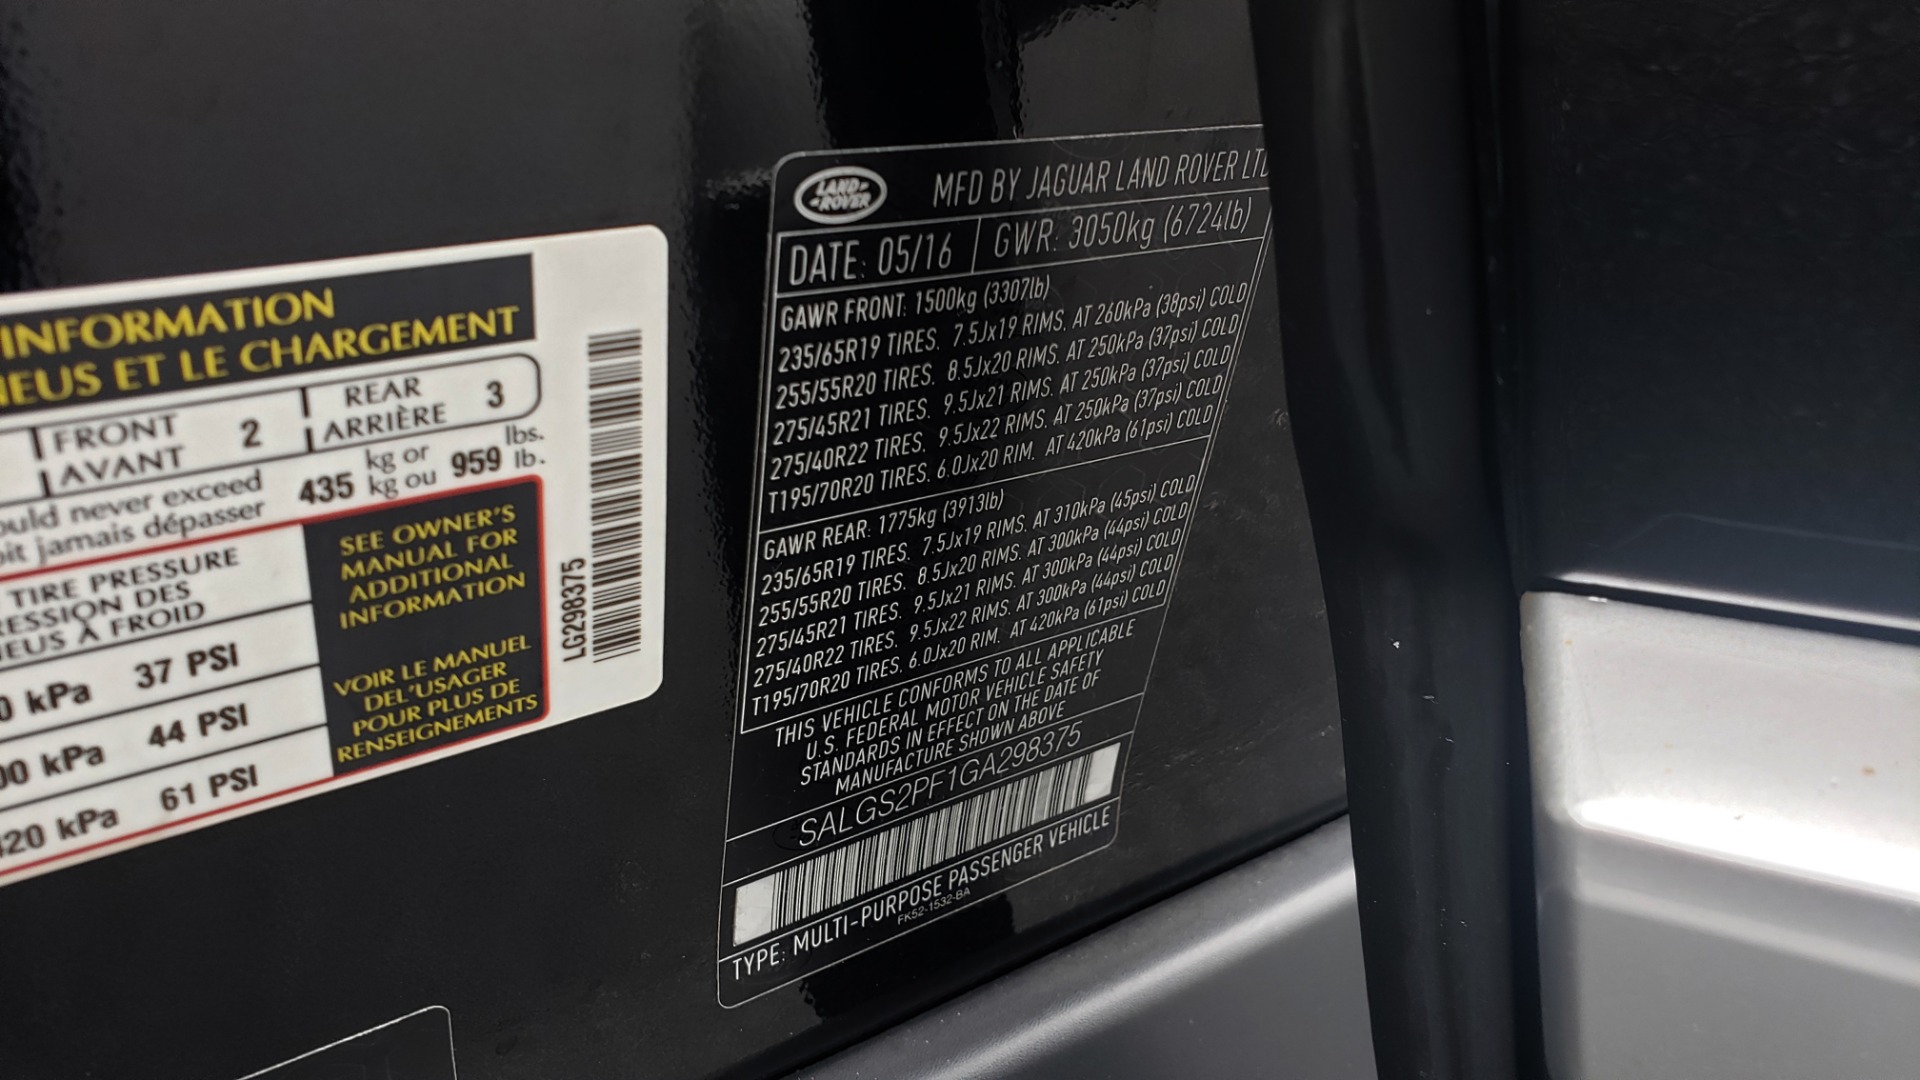 INFORMATION
NEUS ET LE CHARGEMENT
FRONT 2 REAR 3
AVANT ARRIÈRE
never exceed 435 kg or 959 lbs.
jamais dépasser kg ou lb.
TIRE PRESSURE
DES
À FROID
kPa 37 PSI
kPa 44 PSI
kPa 61 PSI
SEE OWNER'S
MANUAL FOR
ADDITIONAL
INFORMATION
VOIR LE MANUEL
DEL'USAGER
POUR PLUS DE
RENSEIGNEMENTS
LG298375
LAND-
-ROVER
MFD BY JAGUAR LAND ROVER LTD
DATE: 05/16 GWR: 3050kg (6724lb)
GAWR FRONT: 1500kg (3307lb)
235/65R19 TIRES. 7.5Jx19 RIMS. AT 260kPa (38psi) COLD
255/55R20 TIRES. 8.5Jx20 RIMS. AT 250kPa (37psi) COLD
275/45R21 TIRES. 9.5Jx21 RIMS. AT 250kPa (37psi) COLD
275/40R22 TIRES. 9.5Jx22 RIMS. AT 250kPa (37psi) COLD
T195/70R20 TIRES. 6.0Jx20 RIM. AT 420kPa (61psi) COLD
GAWR REAR: 1775kg (3913lb)
235/65R19 TIRES. 7.5Jx19 RIMS. AT 310kPa (45psi) COLD
255/55R20 TIRES. 8.5Jx20 RIMS. AT 300kPa (44psi) COLD
275/45R21 TIRES. 9.5Jx21 RIMS. AT 300kPa (44psi) COLD
275/40R22 TIRES. 9.5Jx22 RIMS. AT 300kPa (44psi) COLD
T195/70R20 TIRES. 6.0Jx20 RIM. AT 420kPa (61psi) COLD
THIS VEHICLE CONFORMS TO ALL APPLICABLE
U.S. FEDERAL MOTOR VEHICLE SAFETY
STANDARDS IN EFFECT ON THE DATE OF
MANUFACTURE SHOWN ABOVE
SALGS2PF1GA298375
TYPE: MULTI-PURPOSE PASSENGER VEHICLE
FK52-1532-BA